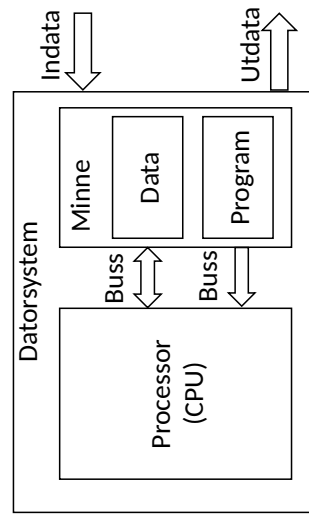 Datorsystem
Processor
(CPU)
Buss
Buss
Minne
Data
Program
Indata
Utdata